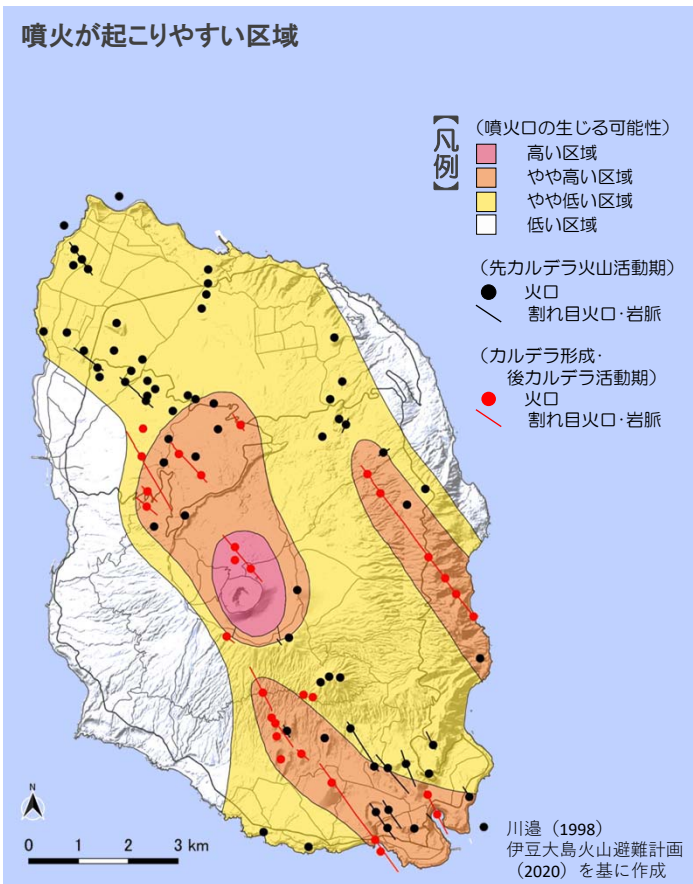 噴火が起こりやすい区域
【凡例】
（噴火口の生じる可能性）
高い区域
やや高い区域
やや低い区域
低い区域
（先カルデラ火山活動期）
火口
割れ目火口・岩脈
（カルデラ形成・
後カルデラ活動期）
火口
割れ目火口・岩脈
N
0 1 2 3 km
川邉（1998）
伊豆大島火山避難計画
（2020）を基に作成